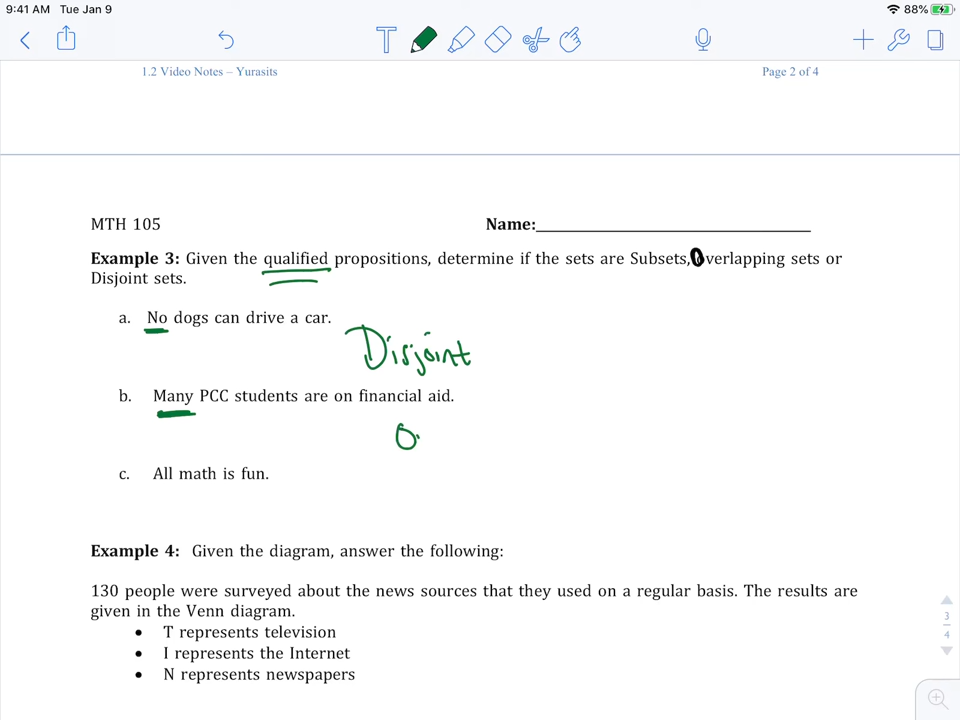 9:41 AM Tue Jan 9 88%
T
1.2 Video Notes – Yurasits Page 2 of 4
MTH 105 Name:
Example 3: Given the qualified propositions, determine if the sets are Subsets, Overlapping sets or
Disjoint sets.
a. No dogs can drive a car.
Disjoint
b. Many PCC students are on financial aid.
O
c. All math is fun.
Example 4: Given the diagram, answer the following:
130 people were surveyed about the news sources that they used on a regular basis. The results are
given in the Venn diagram.
• T represents television
• I represents the Internet
• N represents newspapers
3
4